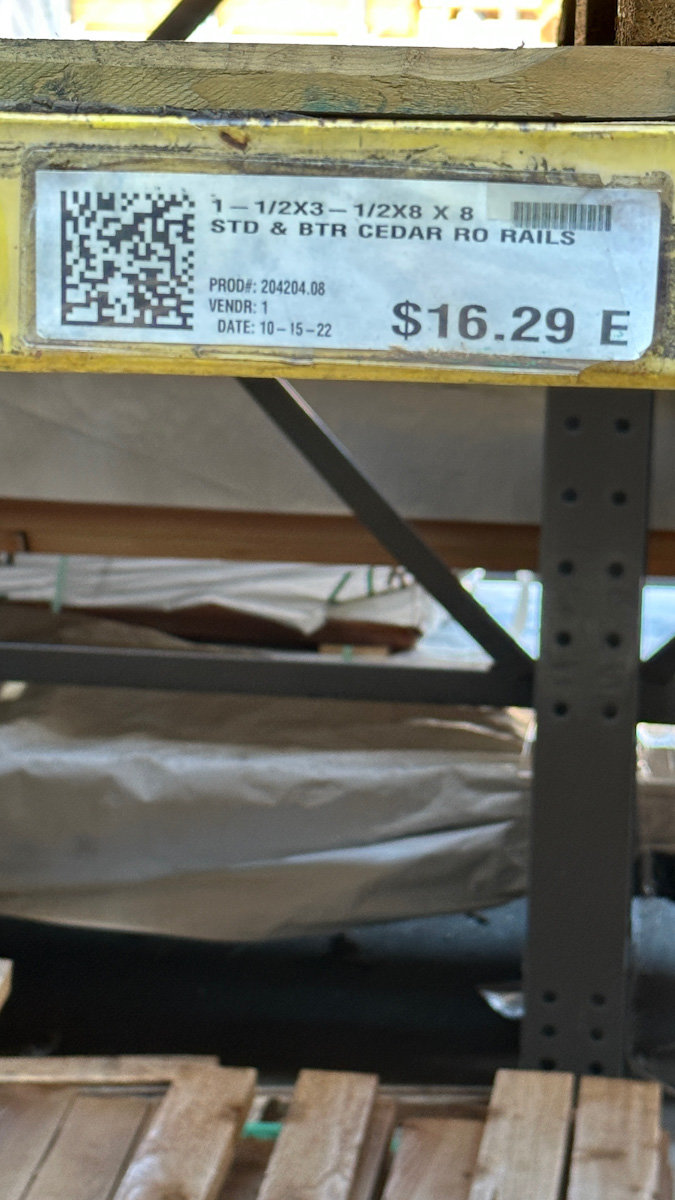 1-1/2X3-1/2X8 X 8
STD & BTR CEDAR RO RAILS
PROD#: 204204.08
VENDR: 1
DATE: 10-15-22
$16.29 E